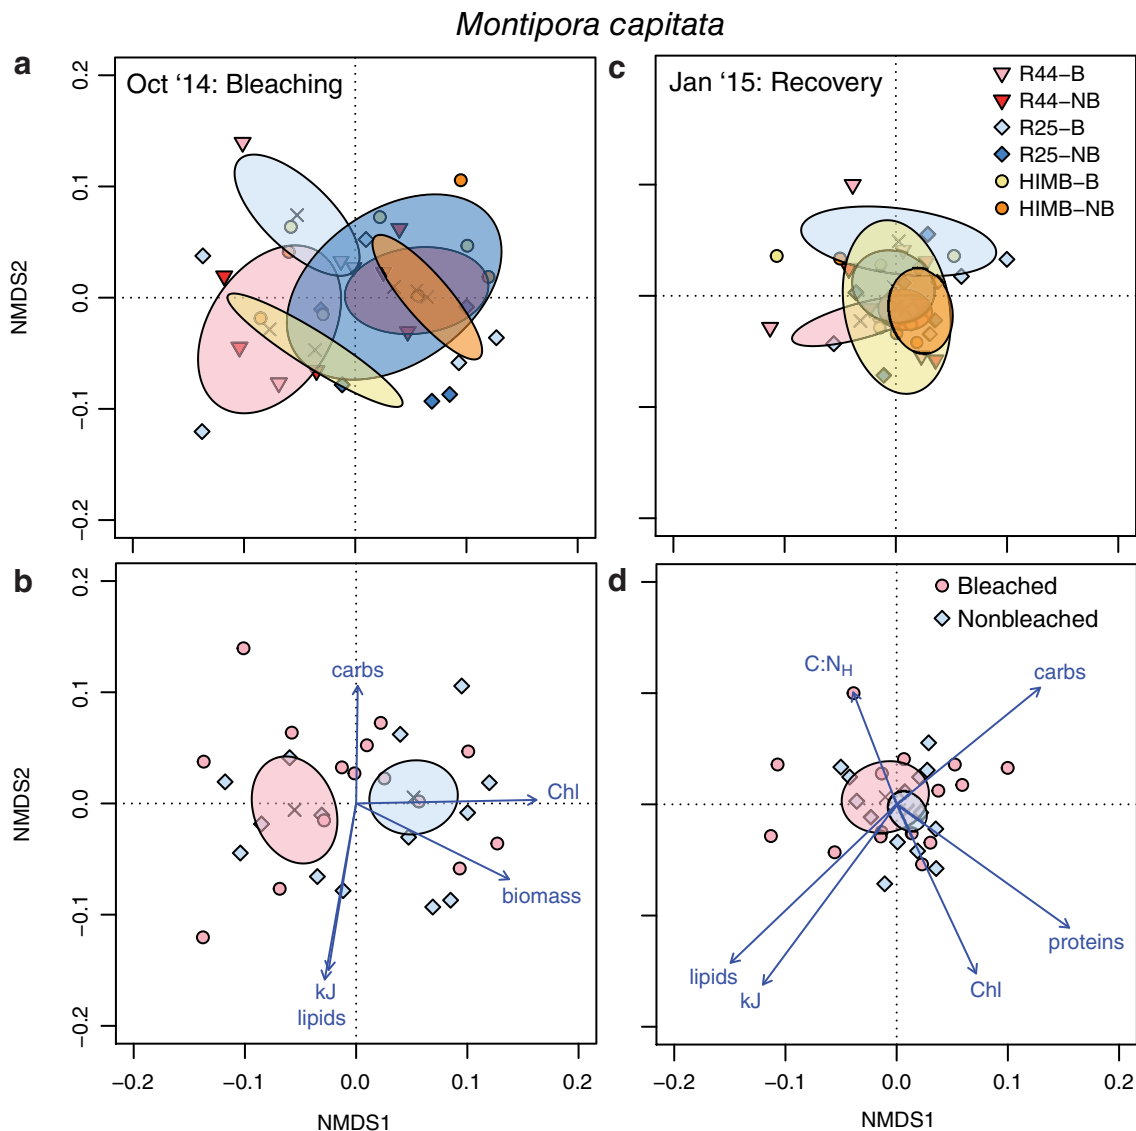 Montipora capitata
a
Oct ‘14: Bleaching
0.2
0.1
0.0
−0.1
−0.2
NMDS2
c
Jan ‘15: Recovery
R44−B
R44−NB
R25−B
R25−NB
HIMB−B
HIMB−NB
b
carbs
Chl
biomass
kJ
lipids
0.2
0.1
0.0
−0.1
−0.2
NMDS2
−0.2
−0.1
0.0
0.1
0.2
NMDS1
d
Bleached
Nonbleached
C:NH
carbs
proteins
Chl
lipids
kJ
−0.2
−0.1
0.0
0.1
0.2
NMDS1